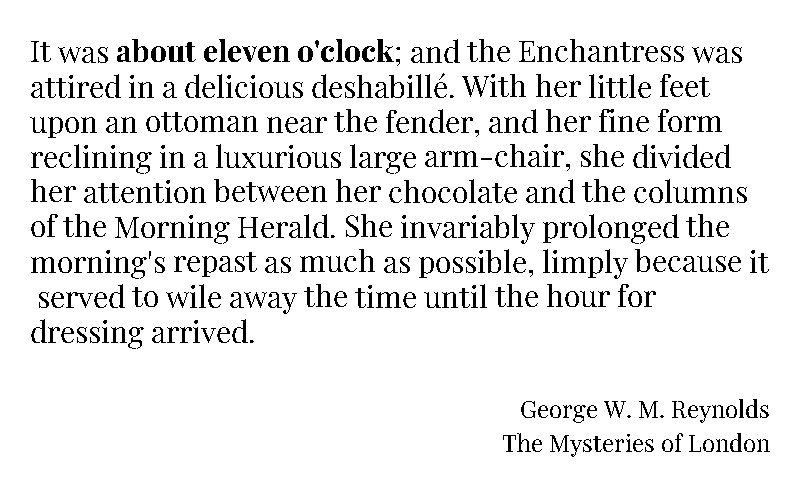 It was about eleven o'clock; and the Enchantress was
attired in a delicious deshabillé. With her little feet
upon an ottoman near the fender, and her fine form
reclining in a luxurious large arm-chair, she divided
her attention between her chocolate and the columns
of the Morning Herald. She invariably prolonged the
morning's repast as much as possible, limply because it
served to wile away the time until the hour for
dressing arrived.
George W. M. Reynolds
The Mysteries of London